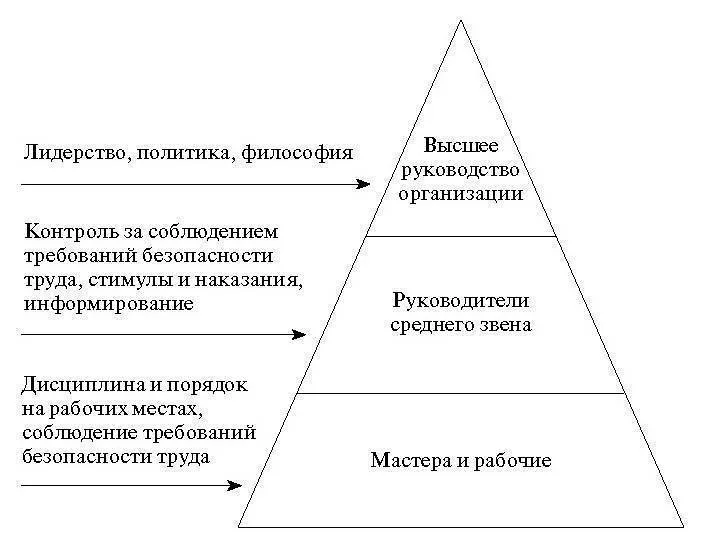 Лидерство, политика, философия
Высшее
руководство
организации
Контроль за соблюдением
требований безопасности
труда, стимулы и наказания,
информирование
Руководители
среднего звена
Дисциплина и порядок
на рабочих местах,
соблюдение требований
безопасности труда
Мастера и рабочие